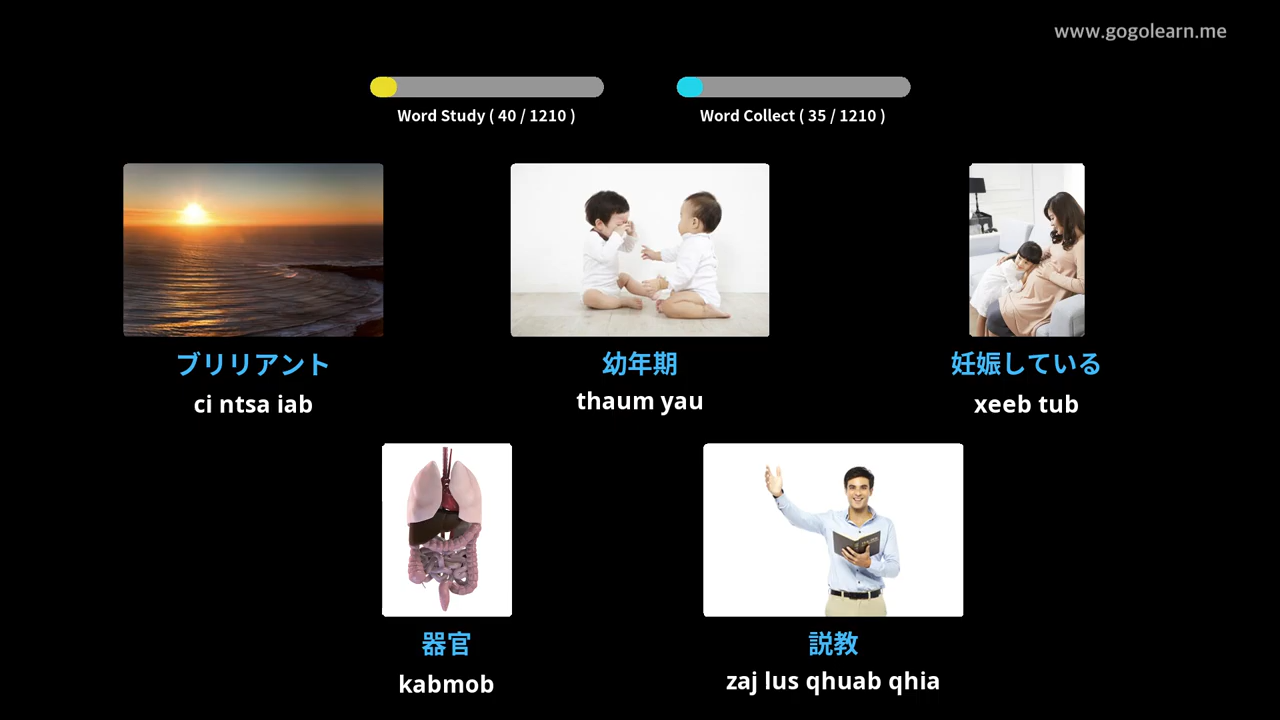 www.gogolearn.me
Word Study ( 40 / 1210 )
Word Collect ( 35 / 1210 )
ブリリアント
幼年期
妊娠している
ci ntsa iab
thaum yau
xeeb tub
器官
説教
kabmob
zaj lus qhuab qhia